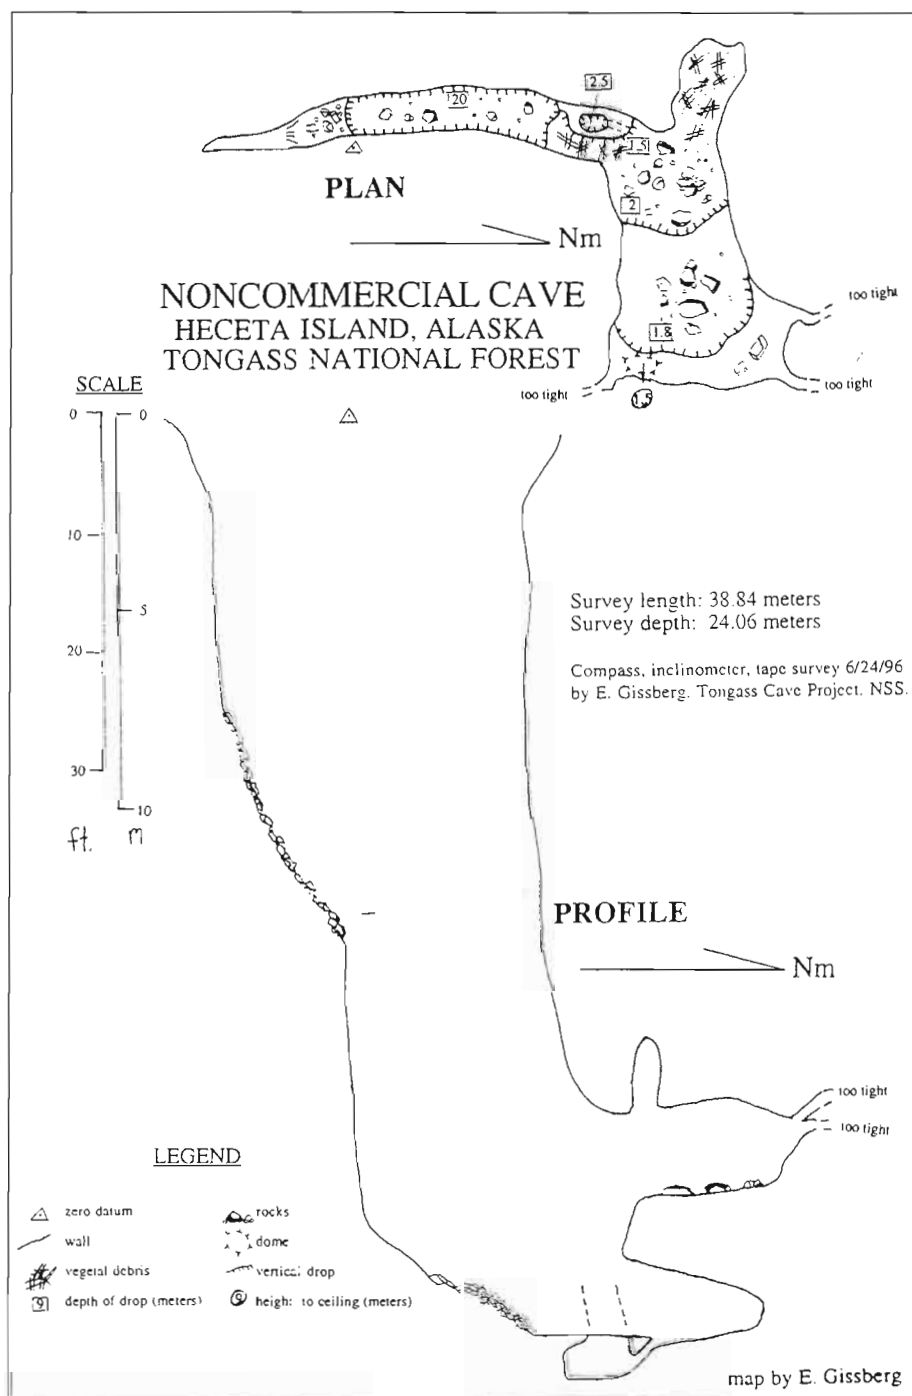 2.5
120
1.5
PLAN
2
Nm
NONCOMMERCIAL CAVE
HECETA ISLAND, ALASKA
TONGASS NATIONAL FOREST
too tight
1.8
too tight
too tight
1.5
SCALE
0 0
10
5
20
30
10
ft. m
Survey length: 38.84 meters
Survey depth: 24.06 meters
Compass, inclinometer, tape survey 6/24/96
by E. Gissberg. Tongass Cave Project. NSS.
PROFILE
Nm
too tight
too tight
LEGEND
zero datum
rocks
wall
dome
vegetal debris
vertical drop
9 depth of drop (meters)
9 height to ceiling (meters)
map by E. Gissberg